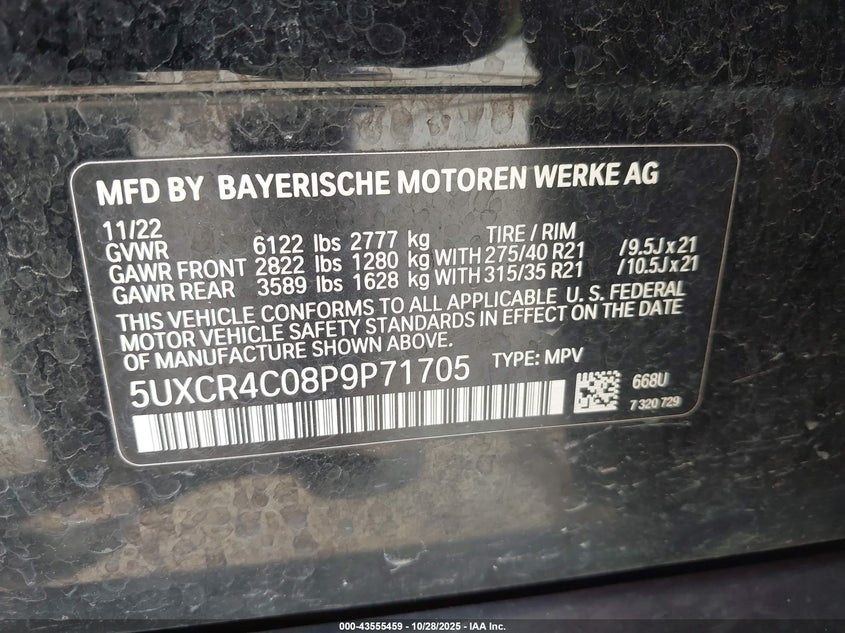 MFD BY BAYERISCHE MOTOREN WERKE AG
11/22 TIRE / RIM
GVWR 6122 lbs 2777 kg
GAWR FRONT 2822 lbs 1280 kg WITH 275/40 R21 /9.5J x 21
GAWR REAR 3589 lbs 1628 kg WITH 315/35 R21 /10.5J x 21
THIS VEHICLE CONFORMS TO ALL APPLICABLE U. S. FEDERAL
MOTOR VEHICLE SAFETY STANDARDS IN EFFECT ON THE DATE
OF MANUFACTURE SHOWN ABOVE.
5UXCR4C08P9P71705 TYPE: MPV
668U
7 320 729
000-43555459 - 10/28/2025 - IAA Inc.